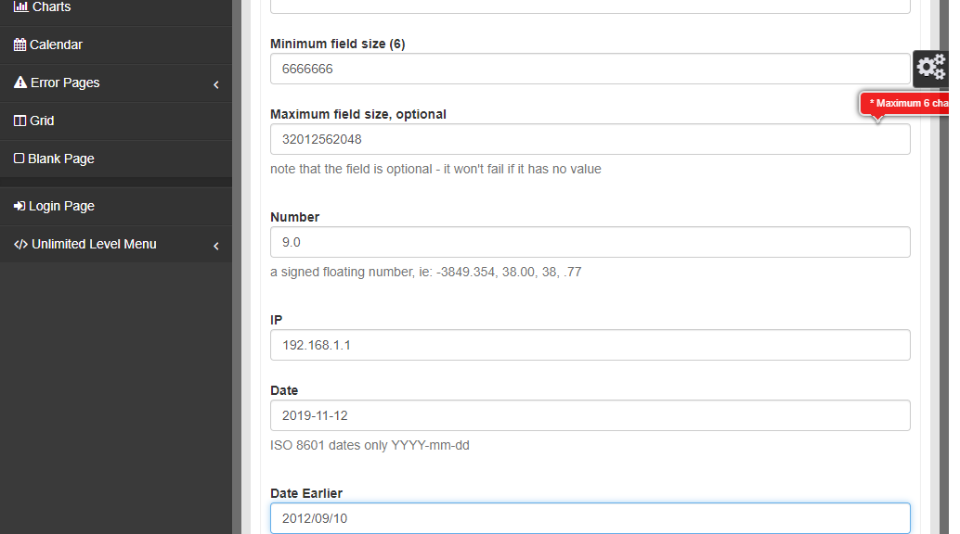 Charts
Calendar
Error Pages
Grid
Blank Page
Login Page
Unlimited Level Menu
Minimum field size (6)
6666666
* Maximum 6 cha
Maximum field size, optional
32012562048
note that the field is optional - it won't fail if it has no value
Number
9.0
a signed floating number, ie: -3849.354, 38.00, 38, .77
IP
192.168.1.1
Date
2019-11-12
ISO 8601 dates only YYYY-mm-dd
Date Earlier
2012/09/10